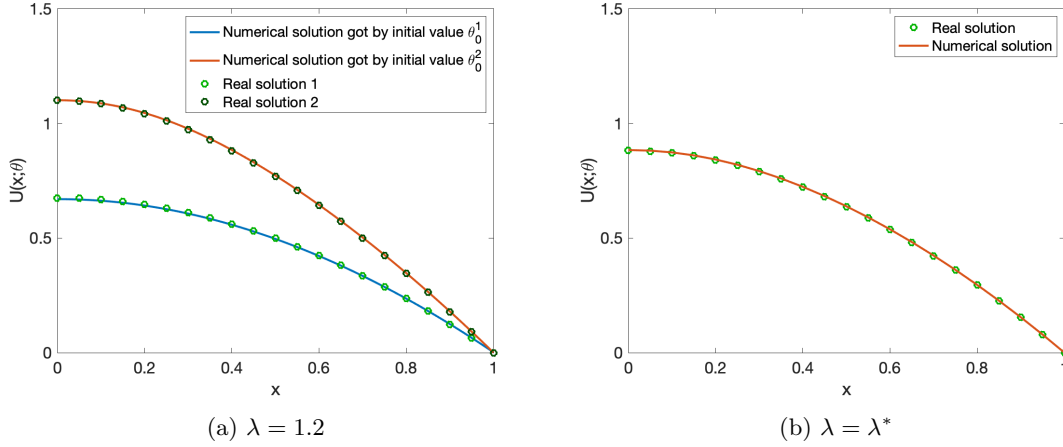 1.5
1
0.5
0
0
0.2
0.4
0.6
0.8
1
x
U(x;θ)
Numerical solution got by initial value θ₀¹
Numerical solution got by initial value θ₀²
Real solution 1
Real solution 2
(a) λ = 1.2
1.5
1
0.5
0
0
0.2
0.4
0.6
0.8
1
x
U(x;θ)
Real solution
Numerical solution
(b) λ = λ*